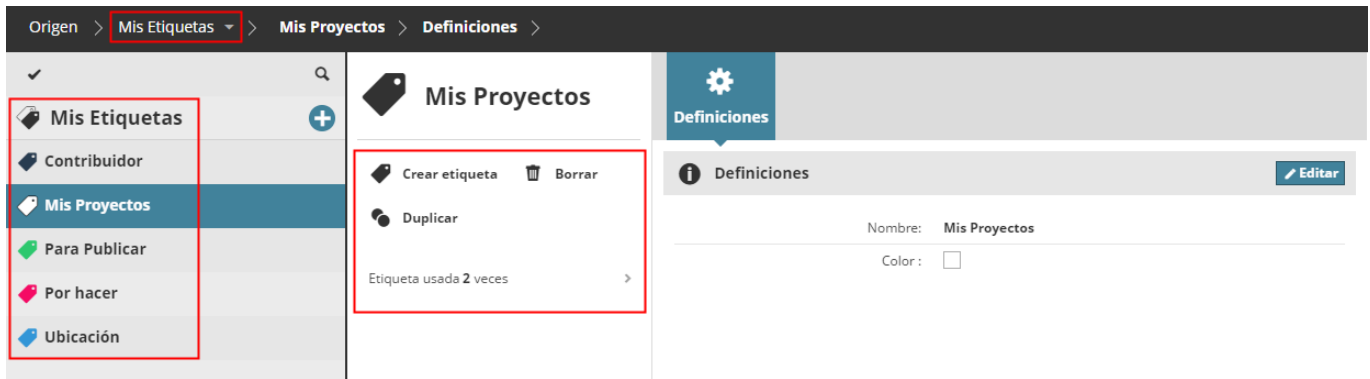 Origen > Mis Etiquetas > Mis Proyectos > Definiciones >
Mis Etiquetas
Contribuidor
Mis Proyectos
Para Publicar
Por hacer
Ubicación
Mis Proyectos
Crear etiqueta Borrar
Duplicar
Etiqueta usada 2 veces >
Definiciones
Definiciones Editar
Nombre: Mis Proyectos
Color :